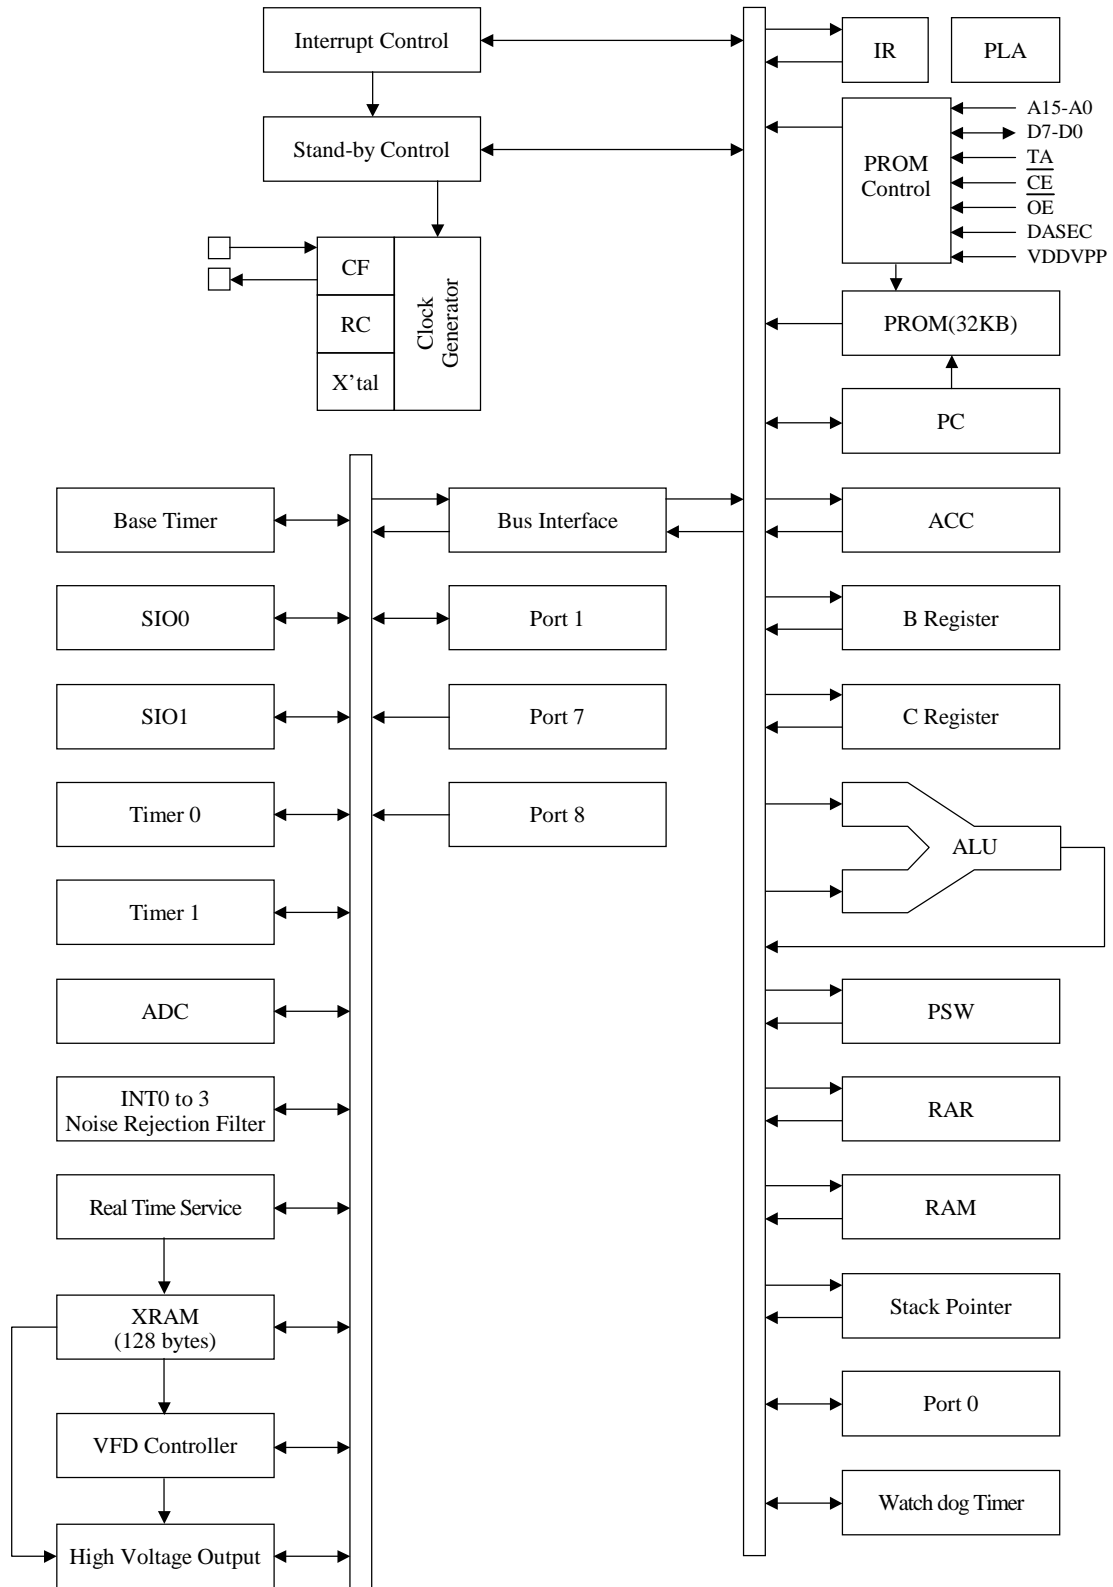 Interrupt Control
IR
PLA
Stand-by Control
PROM
Control
A15-A0
D7-D0
TA
CE
OE
DASEC
VDDVPP
CF
RC
X'tal
Clock
Generator
PROM(32KB)
PC
Base Timer
Bus Interface
ACC
SIO0
Port 1
B Register
SIO1
Port 7
C Register
Timer 0
Port 8
ALU
Timer 1
ADC
PSW
INT0 to 3
Noise Rejection Filter
RAR
Real Time Service
RAM
XRAM
(128 bytes)
Stack Pointer
VFD Controller
Port 0
High Voltage Output
Watch dog Timer